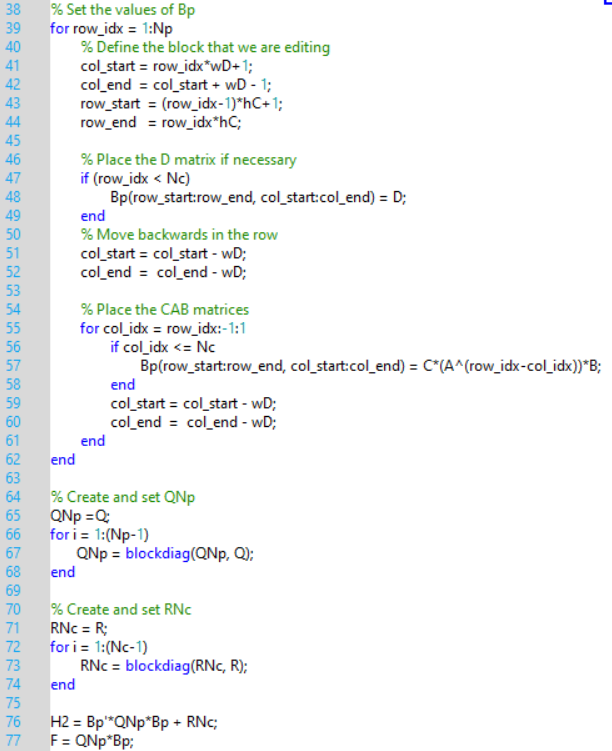 38 % Set the values of Bp
39 for row_idx = 1:Np
40 % Define the block that we are editing
41 col_start = row_idx*wD+1;
42 col_end = col_start + wD - 1;
43 row_start = (row_idx-1)*hC+1;
44 row_end = row_idx*hC;
45
46 % Place the D matrix if necessary
47 if (row_idx < Nc)
48 Bp(row_start:row_end, col_start:col_end) = D;
49 end
50 % Move backwards in the row
51 col_start = col_start - wD;
52 col_end = col_end - wD;
53
54 % Place the CAB matrices
55 for col_idx = row_idx:-1:1
56 if col_idx <= Nc
57 Bp(row_start:row_end, col_start:col_end) = C*(A^(row_idx-col_idx))*B;
58 end
59 col_start = col_start - wD;
60 col_end = col_end - wD;
61 end
62 end
63
64 % Create and set QNp
65 QNp =Q;
66 for i = 1:(Np-1)
67 QNp = blockdiag(QNp, Q);
68 end
69
70 % Create and set RNc
71 RNc = R;
72 for i = 1:(Nc-1)
73 RNc = blockdiag(RNc, R);
74 end
75
76 H2 = Bp'*QNp*Bp + RNc;
77 F = QNp*Bp;